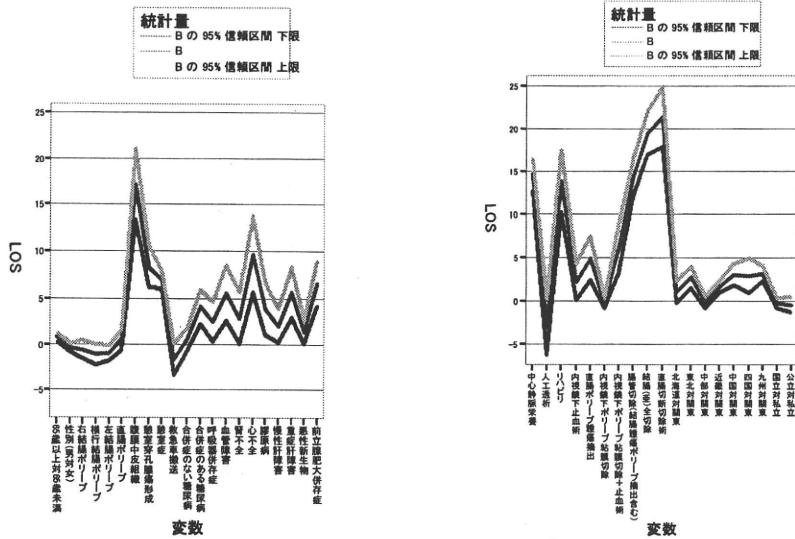 統計量
B の 95% 信頼区間 下限
B
B の 95% 信頼区間 上限
25
20
15
10
5
0
-5
LOS
65歳以上対65歳未満
性別(男対女)
右結腸ポリープ
横行結腸ポリープ
左結腸ポリープ
直腸ポリープ
腹膜中皮組織
憩室穿孔膿瘍形成
憩室症
救急車搬送
合併症のない糖尿病
合併症のある糖尿病
呼吸器併存症
血管障害
腎不全
心不全
膠原病
慢性肝障害
重症肝障害
悪性新生物
前立腺肥大併存症
変数
統計量
B の 95% 信頼区間 下限
B
B の 95% 信頼区間 上限
25
20
15
10
5
0
-5
LOS
中心静脈栄養
人工透析
リハビリ
内視鏡下止血術
直腸ポリープ腫瘍摘出
内視鏡下ポリープ粘膜切除
内視鏡下ポリープ粘膜切除+止血術
腸管切除(結腸腫瘍ポリープ摘出含む)
結腸(亜)全切除
直腸切断切除術
北海道対関東
東北対関東
中部対関東
近畿対関東
中国対関東
四国対関東
九州対関東
国立対私立
公立対私立
変数